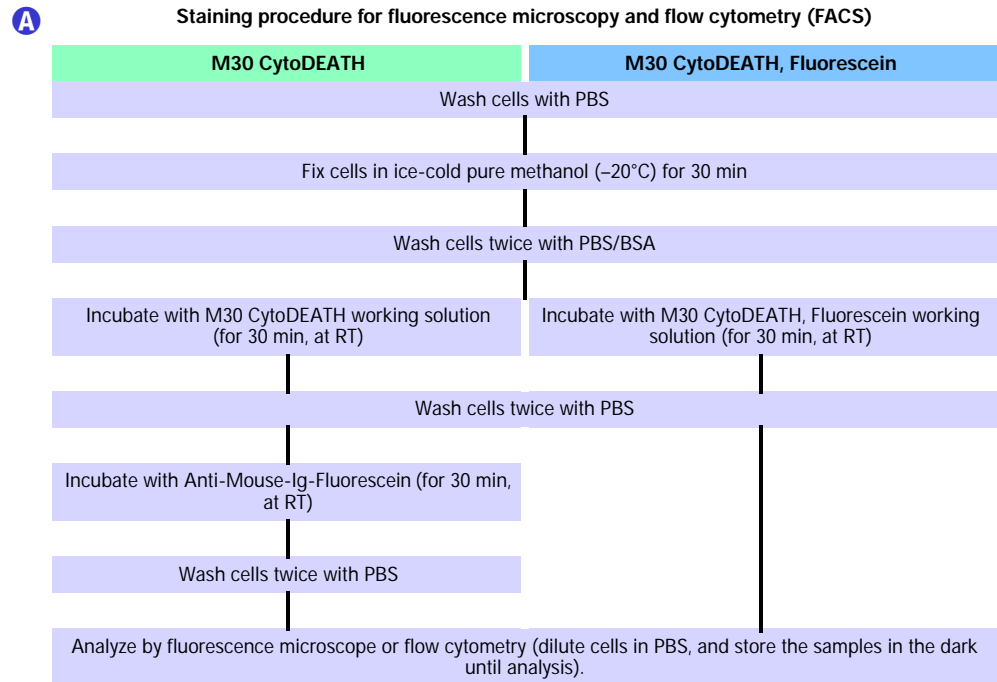 A
Staining procedure for fluorescence microscopy and flow cytometry (FACS)
M30 CytoDEATH
M30 CytoDEATH, Fluorescein
Wash cells with PBS
Fix cells in ice-cold pure methanol (–20°C) for 30 min
Wash cells twice with PBS/BSA
Incubate with M30 CytoDEATH working solution
(for 30 min, at RT)
Incubate with M30 CytoDEATH, Fluorescein working
solution (for 30 min, at RT)
Wash cells twice with PBS
Incubate with Anti-Mouse-Ig-Fluorescein (for 30 min,
at RT)
Wash cells twice with PBS
Analyze by fluorescence microscope or flow cytometry (dilute cells in PBS, and store the samples in the dark
until analysis).